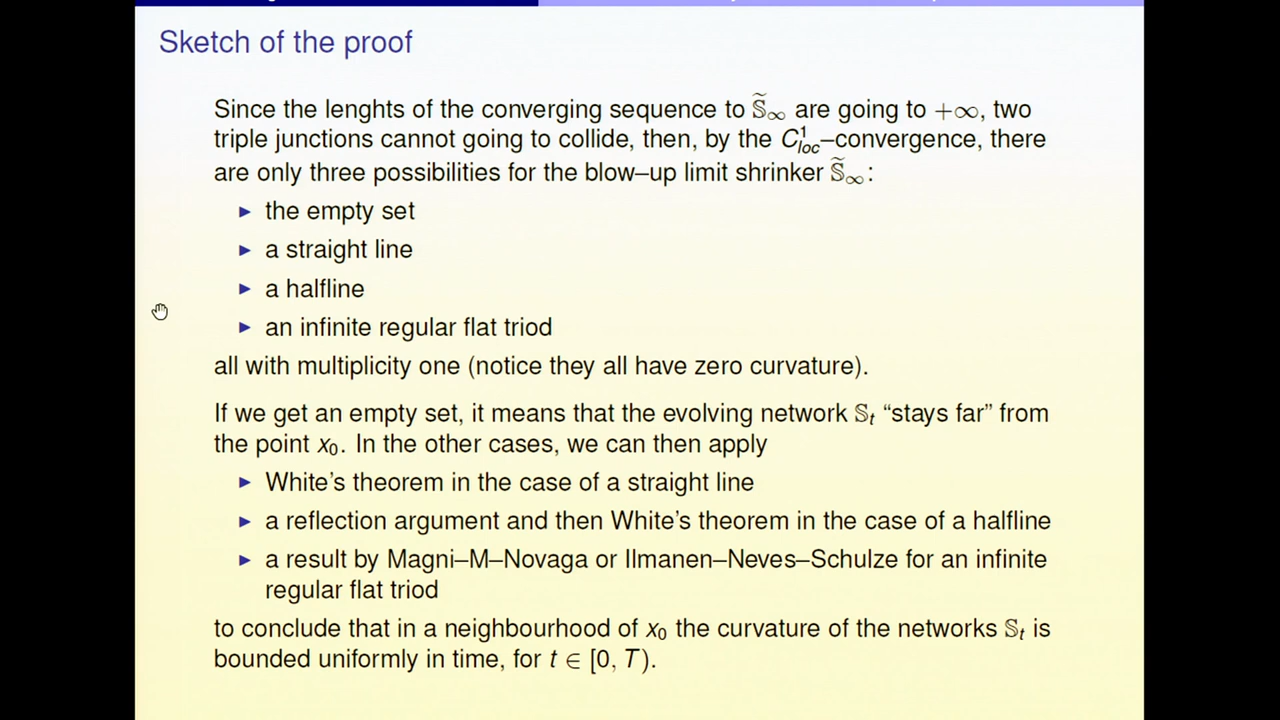 Sketch of the proof
Since the lenghts of the converging sequence to S̃∞ are going to +∞, two
triple junctions cannot going to collide, then, by the C¹loc–convergence, there
are only three possibilities for the blow–up limit shrinker S̃∞:
► the empty set
► a straight line
► a halfline
► an infinite regular flat triod
all with multiplicity one (notice they all have zero curvature).
If we get an empty set, it means that the evolving network 𝕊t “stays far” from
the point x0. In the other cases, we can then apply
► White’s theorem in the case of a straight line
► a reflection argument and then White’s theorem in the case of a halfline
► a result by Magni–M–Novaga or Ilmanen–Neves–Schulze for an infinite
regular flat triod
to conclude that in a neighbourhood of x0 the curvature of the networks 𝕊t is
bounded uniformly in time, for t ∈ [0, T).